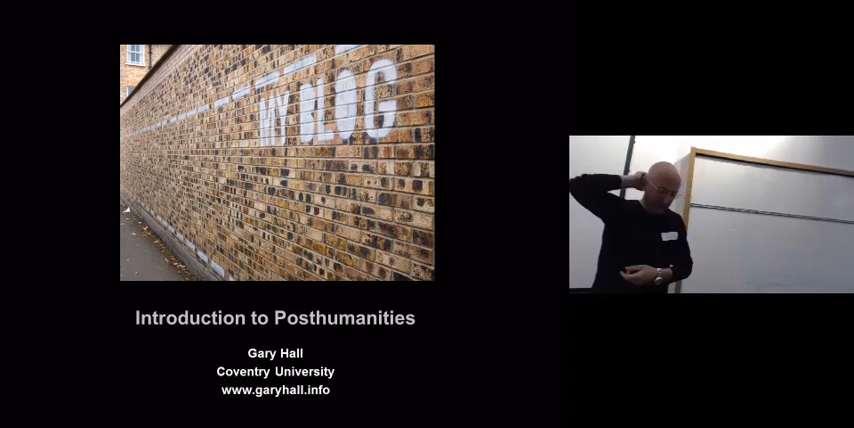 MY BLOG
Introduction to Posthumanities
Gary Hall
Coventry University
www.garyhall.info